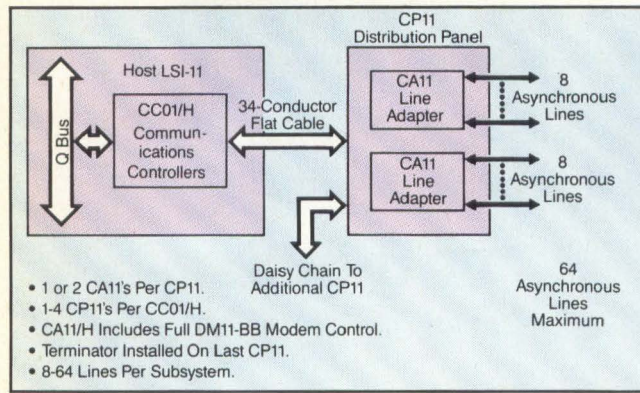 CP11
Distribution Panel
Host LSI-11
Q Bus
CC01/H
Commun-
ications
Controllers
34-Conductor
Flat Cable
CA11
Line
Adapter
8
Asynchronous
Lines
CA11
Line
Adapter
8
Asynchronous
Lines
Daisy Chain To
Additional CP11
64
Asynchronous
Lines
Maximum
• 1 or 2 CA11's Per CP11.
• 1-4 CP11's Per CC01/H.
• CA11/H Includes Full DM11-BB Modem Control.
• Terminator Installed On Last CP11.
• 8-64 Lines Per Subsystem.